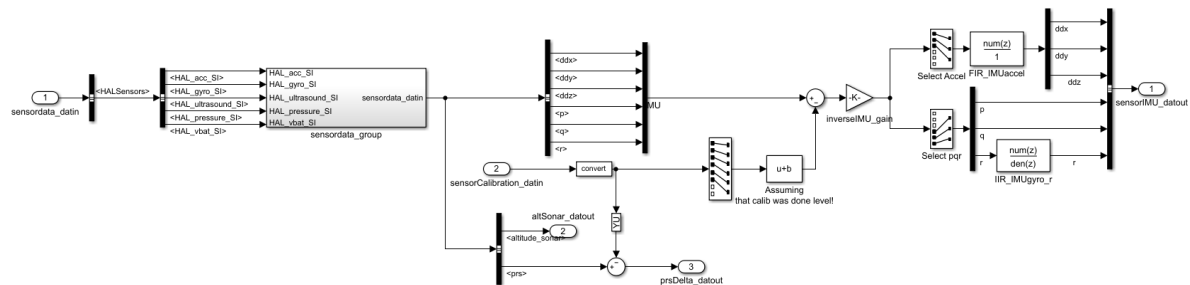 1
sensordata_datin
<HALSensors>
<HAL_acc_SI>
<HAL_gyro_SI>
<HAL_ultrasound_SI>
<HAL_pressure_SI>
<HAL_vbat_SI>
HAL_acc_SI
HAL_gyro_SI
HAL_ultrasound_SI
HAL_pressure_SI
HAL_vbat_SI
sensordata_datin
sensordata_group
<ddx>
<ddy>
<ddz>
<p>
<q>
<r>
MU
2
sensorCalibration_datin
convert
u+b
Assuming
that calib was done level!
+
-
-K-
inverseIMU_gain
Select Accel
num(z)
1
FIR_IMUaccel
ddx
ddy
ddz
Select pqr
p
q
r
num(z)
den(z)
IIR_IMUgyro_r
r
1
sensorIMU_datout
altSonar_datout
<altitude_sonar>
2
YU
<prs>
+
-
3
prsDelta_datout